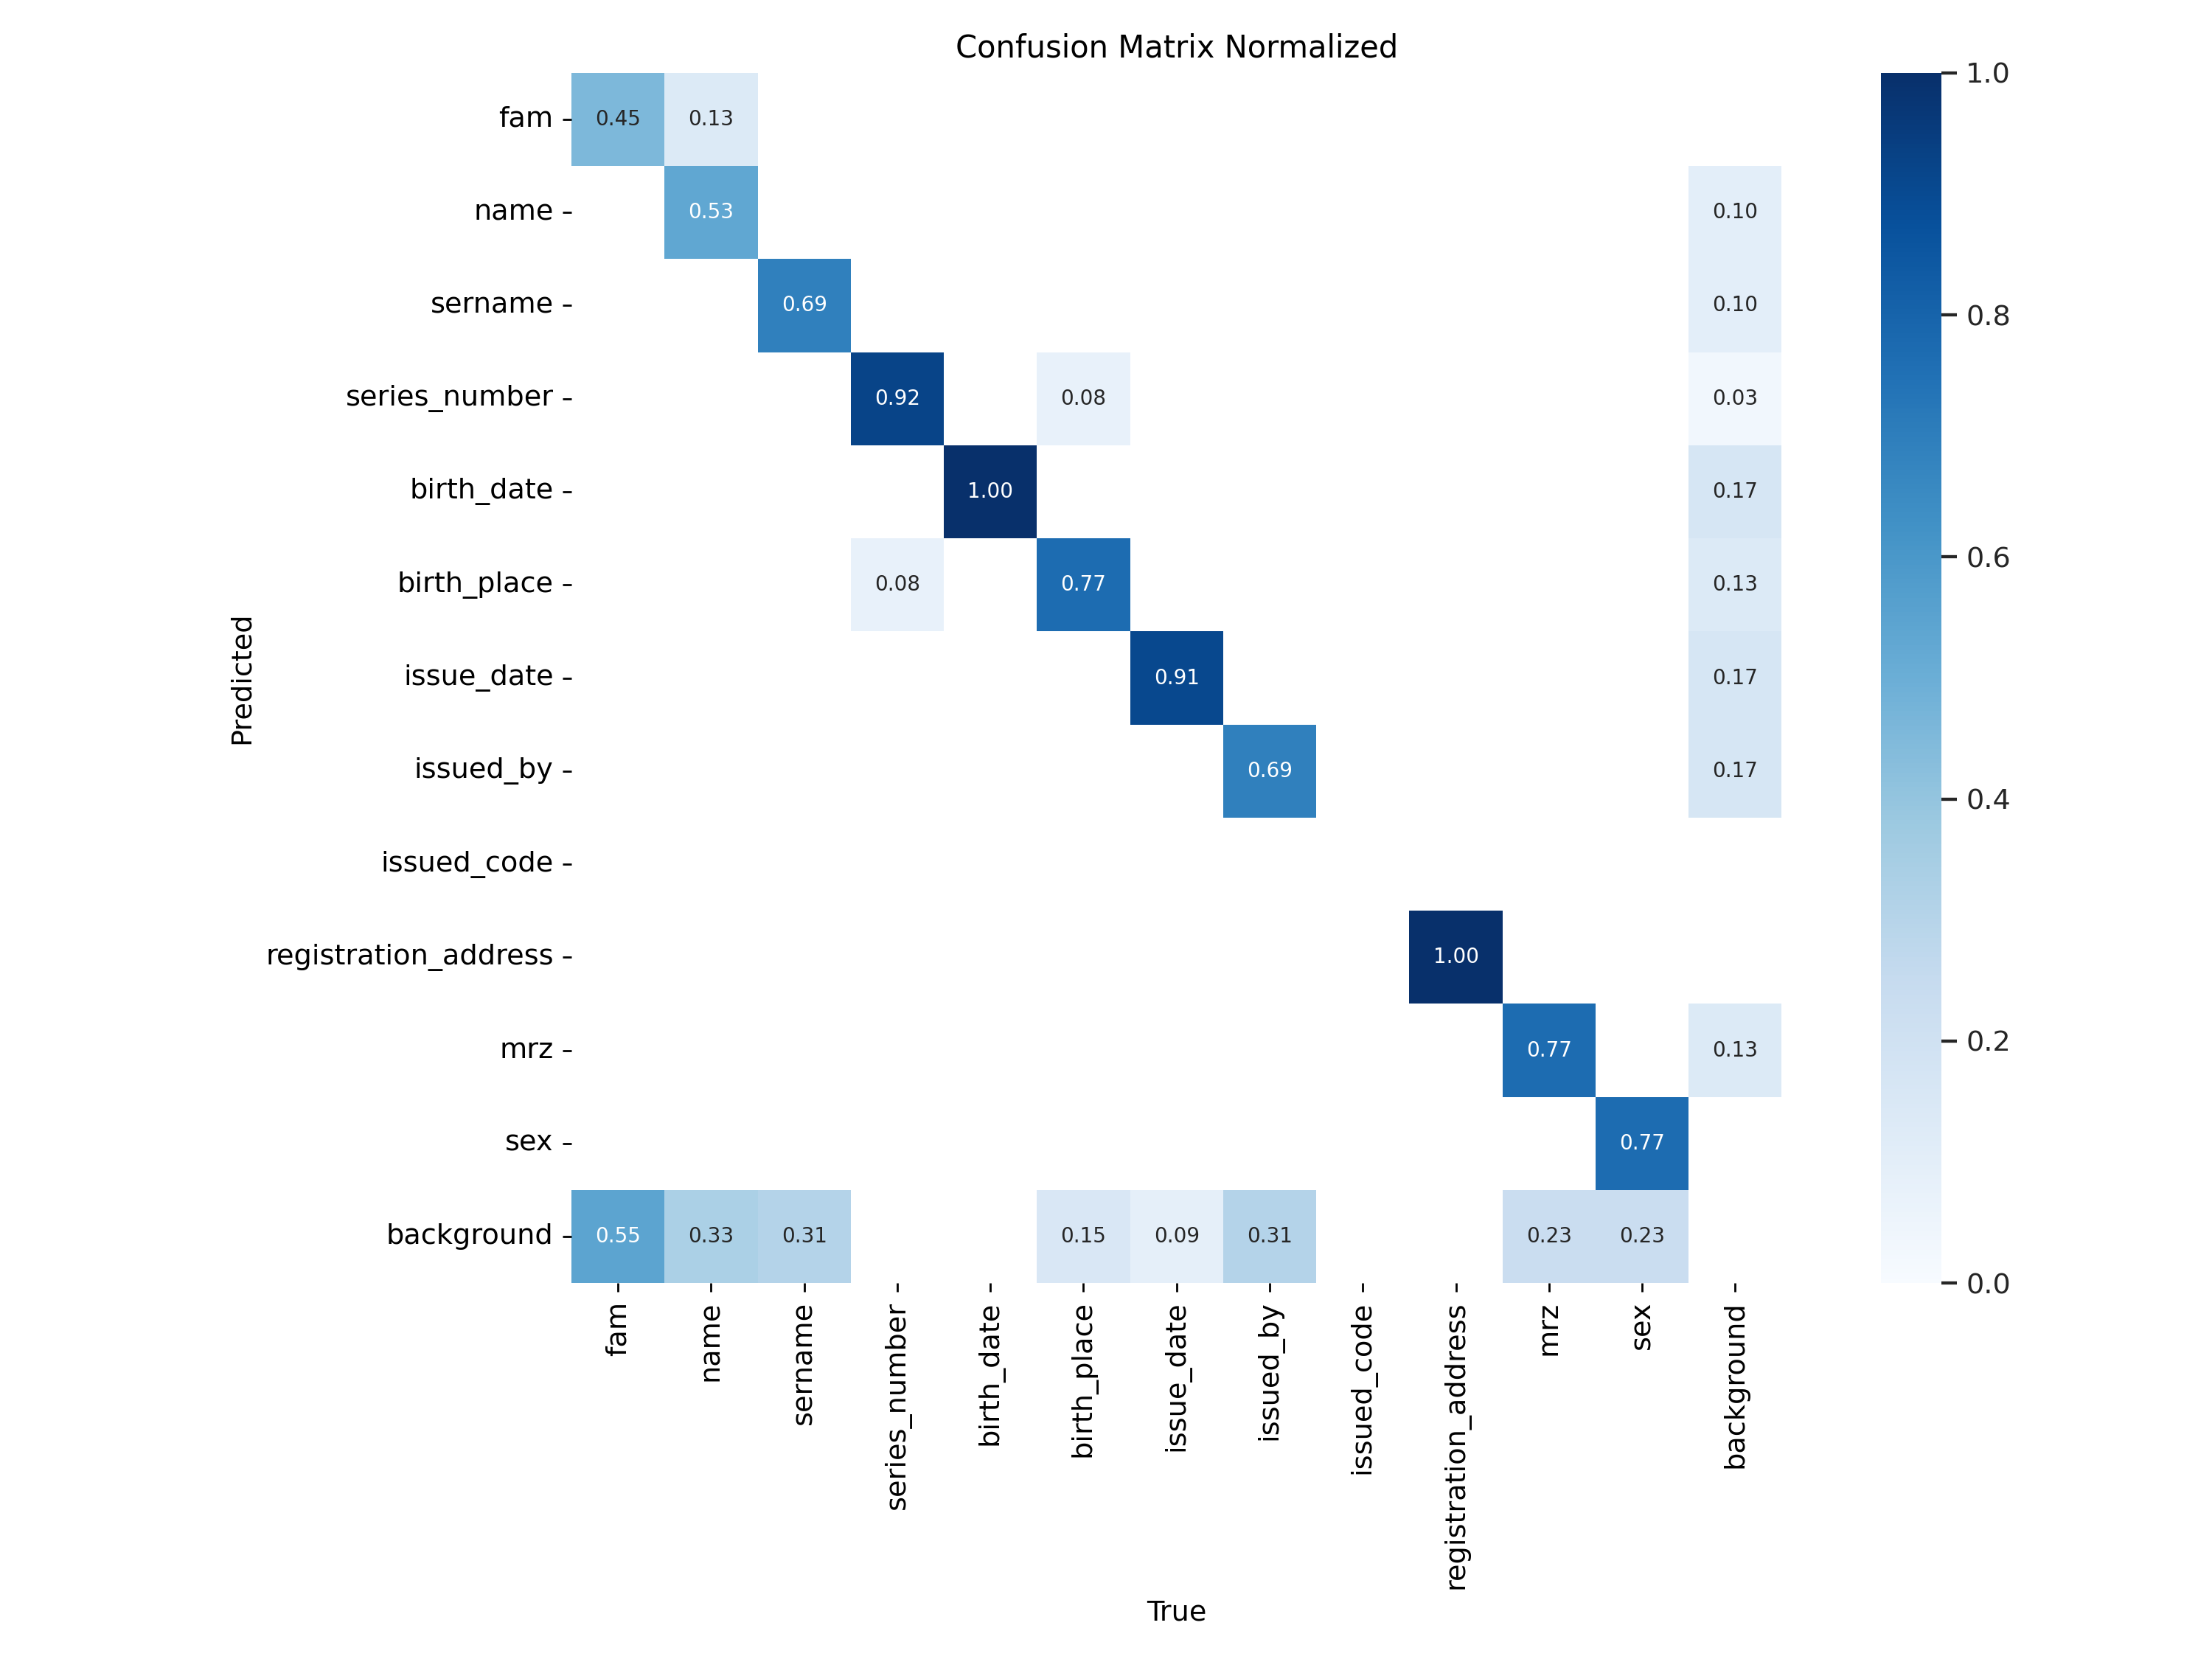 Confusion Matrix Normalized
fam 0.45 0.13
name 0.53 0.10
sername 0.69 0.10
series_number 0.92 0.08 0.03
birth_date 1.00 0.17
birth_place 0.08 0.77 0.13
issue_date 0.91 0.17
issued_by 0.69 0.17
issued_code
registration_address 1.00
mrz 0.77 0.13
sex 0.77
background 0.55 0.33 0.31 0.15 0.09 0.31 0.23 0.23
Predicted
fam name sername series_number birth_date birth_place issue_date issued_by issued_code registration_address mrz sex background
True
1.0
0.8
0.6
0.4
0.2
0.0